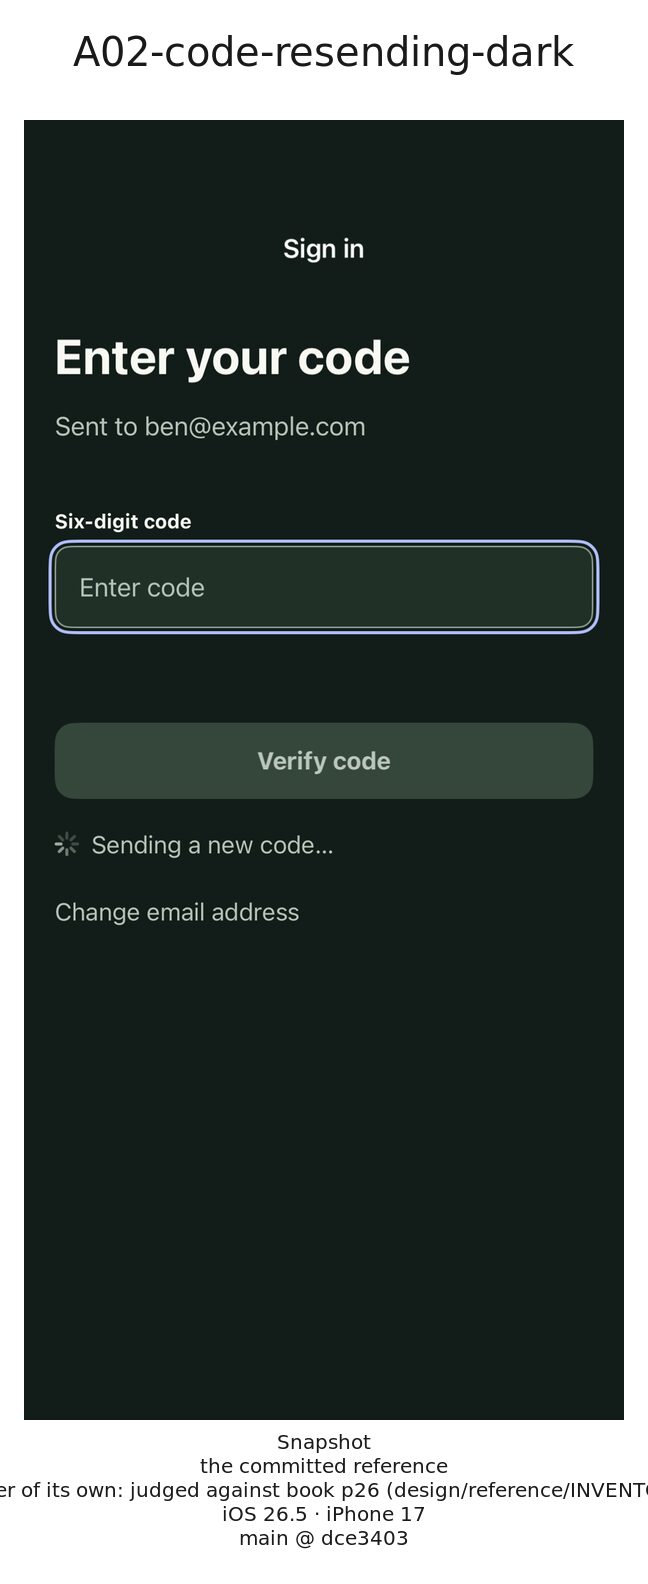 A02-code-resending-dark
Sign in
Enter your code
Sent to ben@example.com
Six-digit code
Enter code
Verify code
Sending a new code...
Change email address
Snapshot
the committed reference
of its own: judged against book p26 (design/reference/
iOS 26.5 · iPhone 17
main @ dce3403